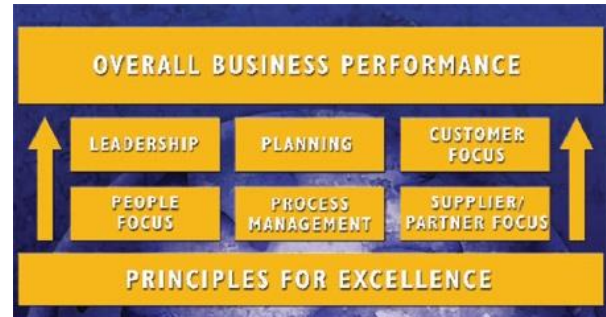 OVERALL BUSINESS PERFORMANCE
LEADERSHIP
PLANNING
CUSTOMER
FOCUS
PEOPLE
FOCUS
PROCESS
MANAGEMENT
SUPPLIER/
PARTNER FOCUS
PRINCIPLES FOR EXCELLENCE